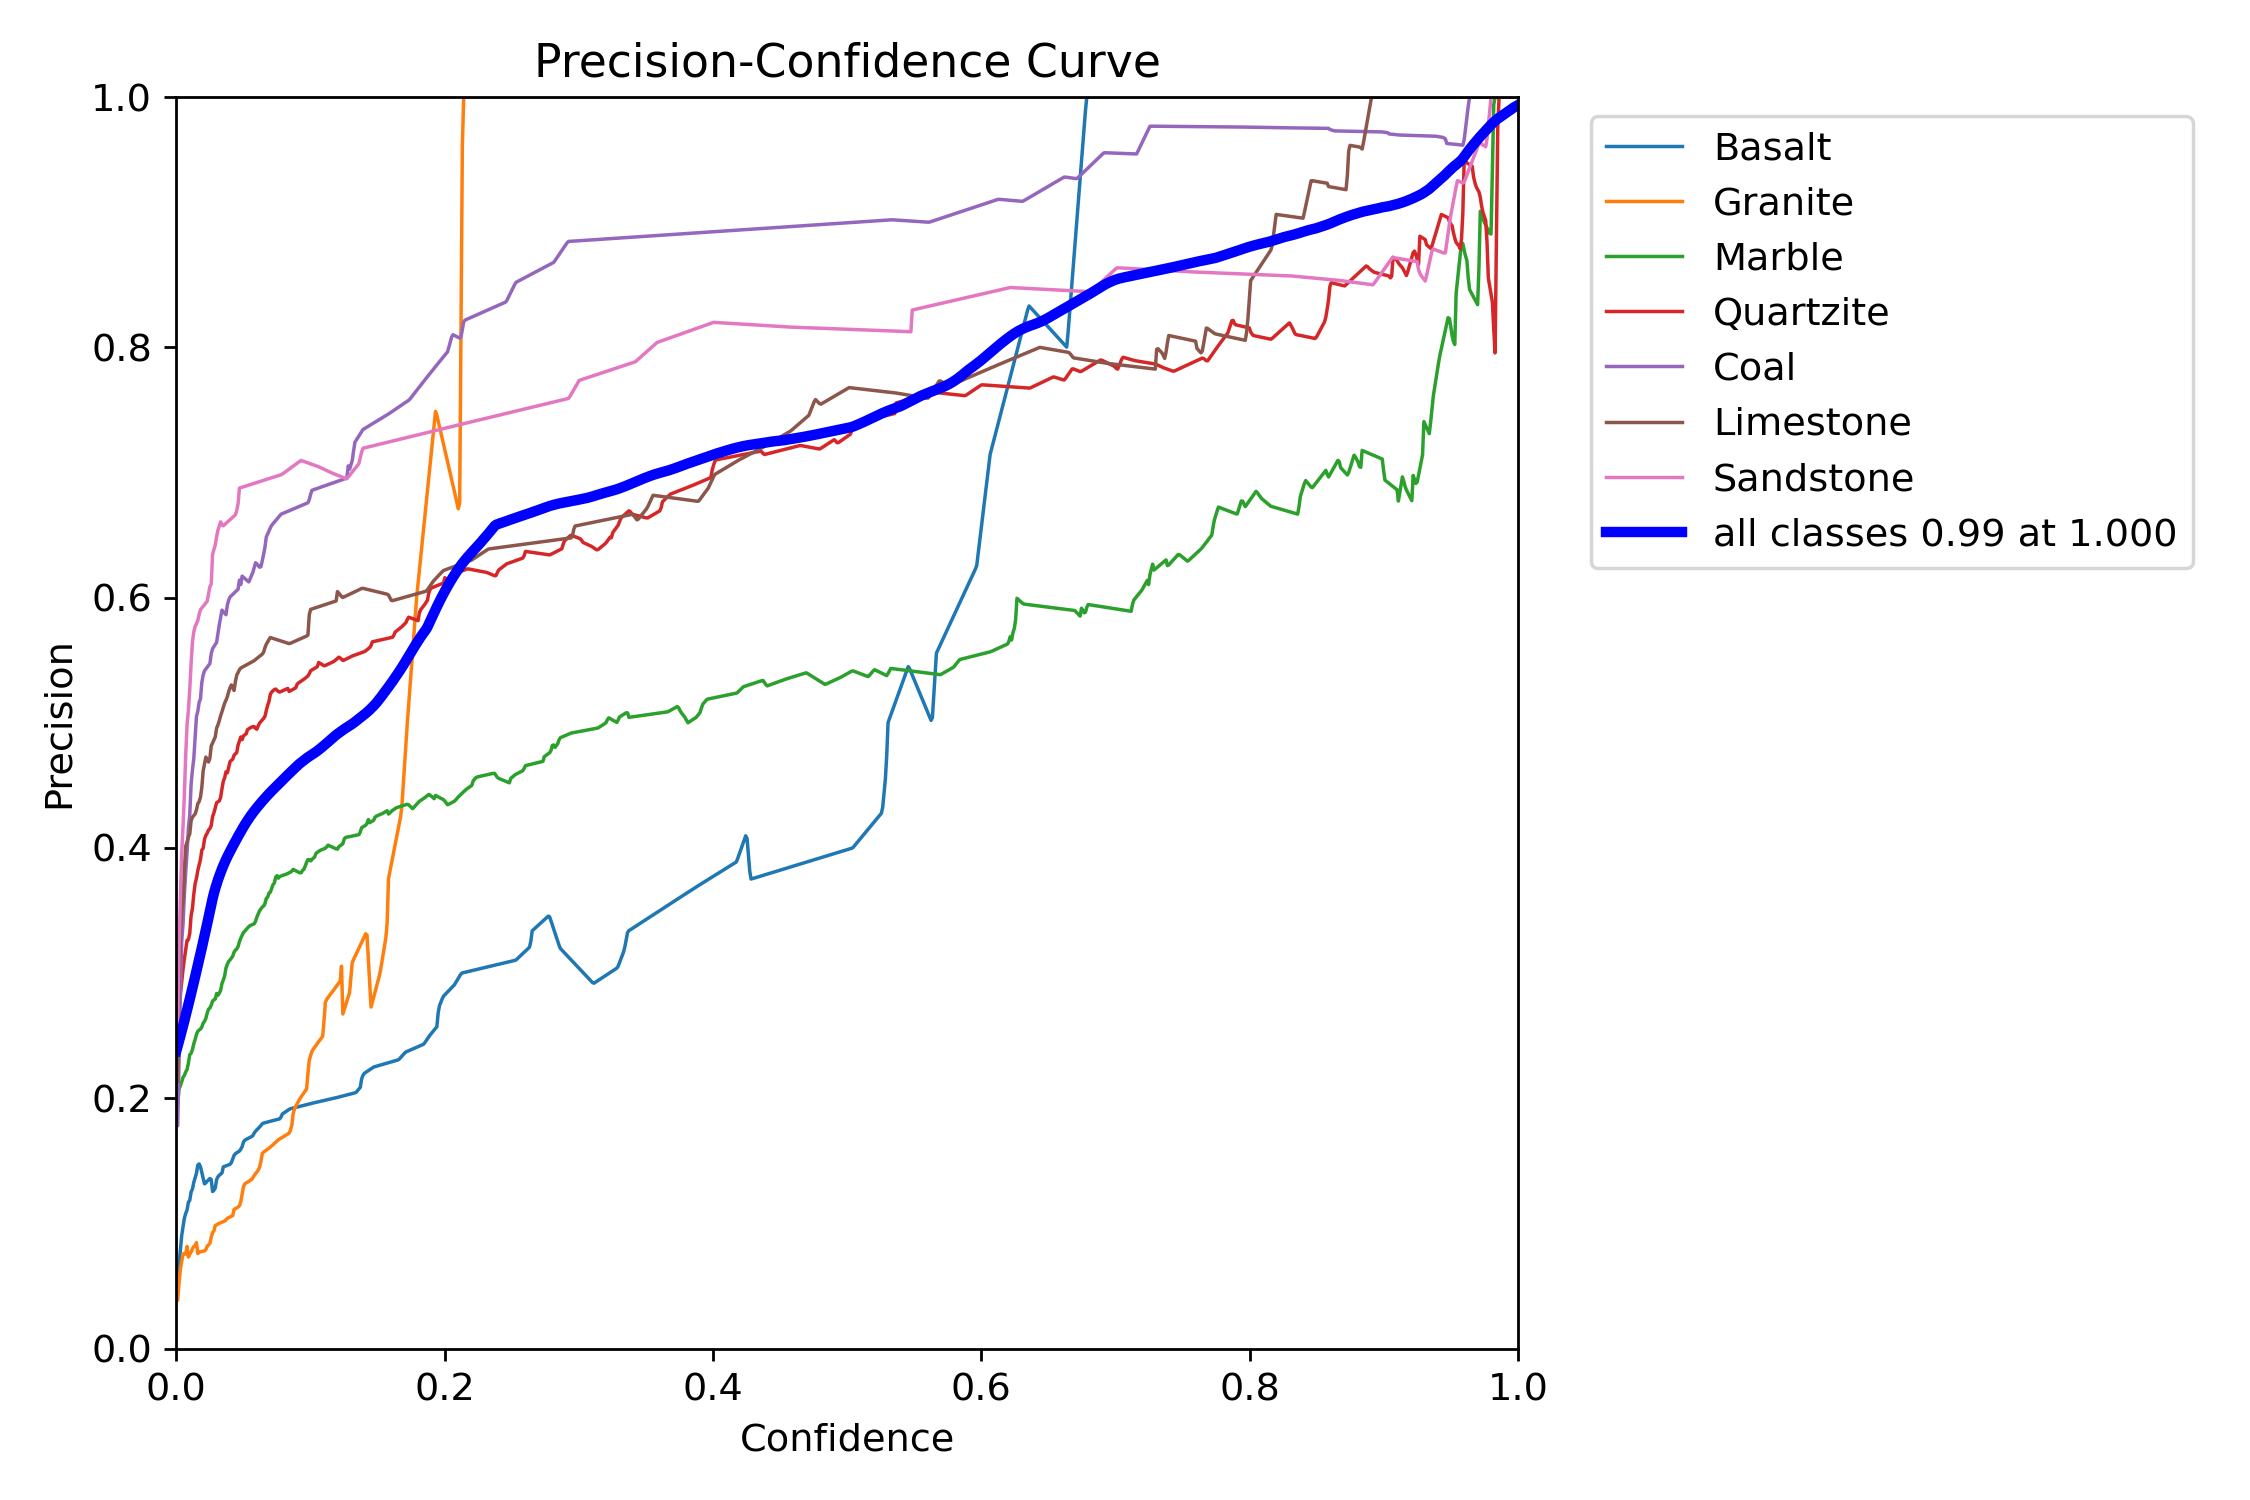 Precision-Confidence Curve
1.0
0.8
0.6
0.4
0.2
0.0
Precision
0.0 0.2 0.4 0.6 0.8 1.0
Confidence
Basalt
Granite
Marble
Quartzite
Coal
Limestone
Sandstone
all classes 0.99 at 1.000